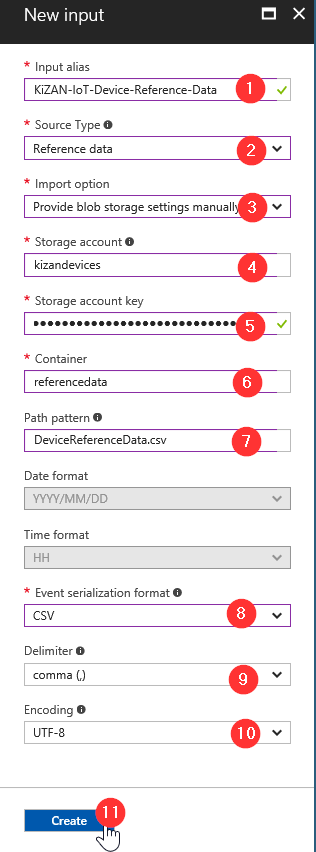 New input
* Input alias
KiZAN-IoT-Device-Reference-Data
1
* Source Type
Reference data
2
* Import option
Provide blob storage settings manually
3
* Storage account
kizandevices
4
* Storage account key
••••••••••••••••••••••••••••••
5
* Container
referencedata
6
Path pattern
DeviceReferenceData.csv
7
Date format
YYYY/MM/DD
Time format
HH
* Event serialization format
CSV
8
Delimiter
comma (,)
9
Encoding
UTF-8
10
Create
11